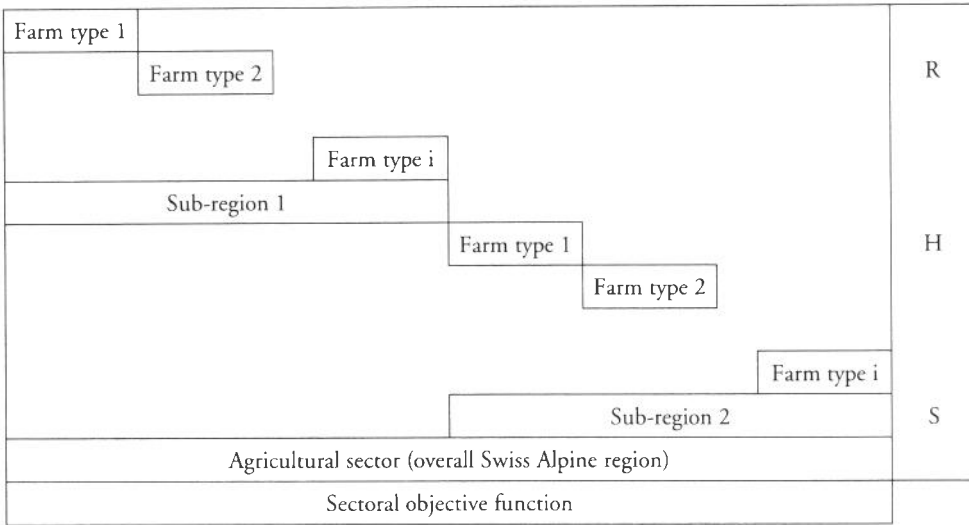 Farm type 1
Farm type 2
R
Farm type i
Sub-region 1
Farm type 1
H
Farm type 2
Farm type i
Sub-region 2
S
Agricultural sector (overall Swiss Alpine region)
Sectoral objective function